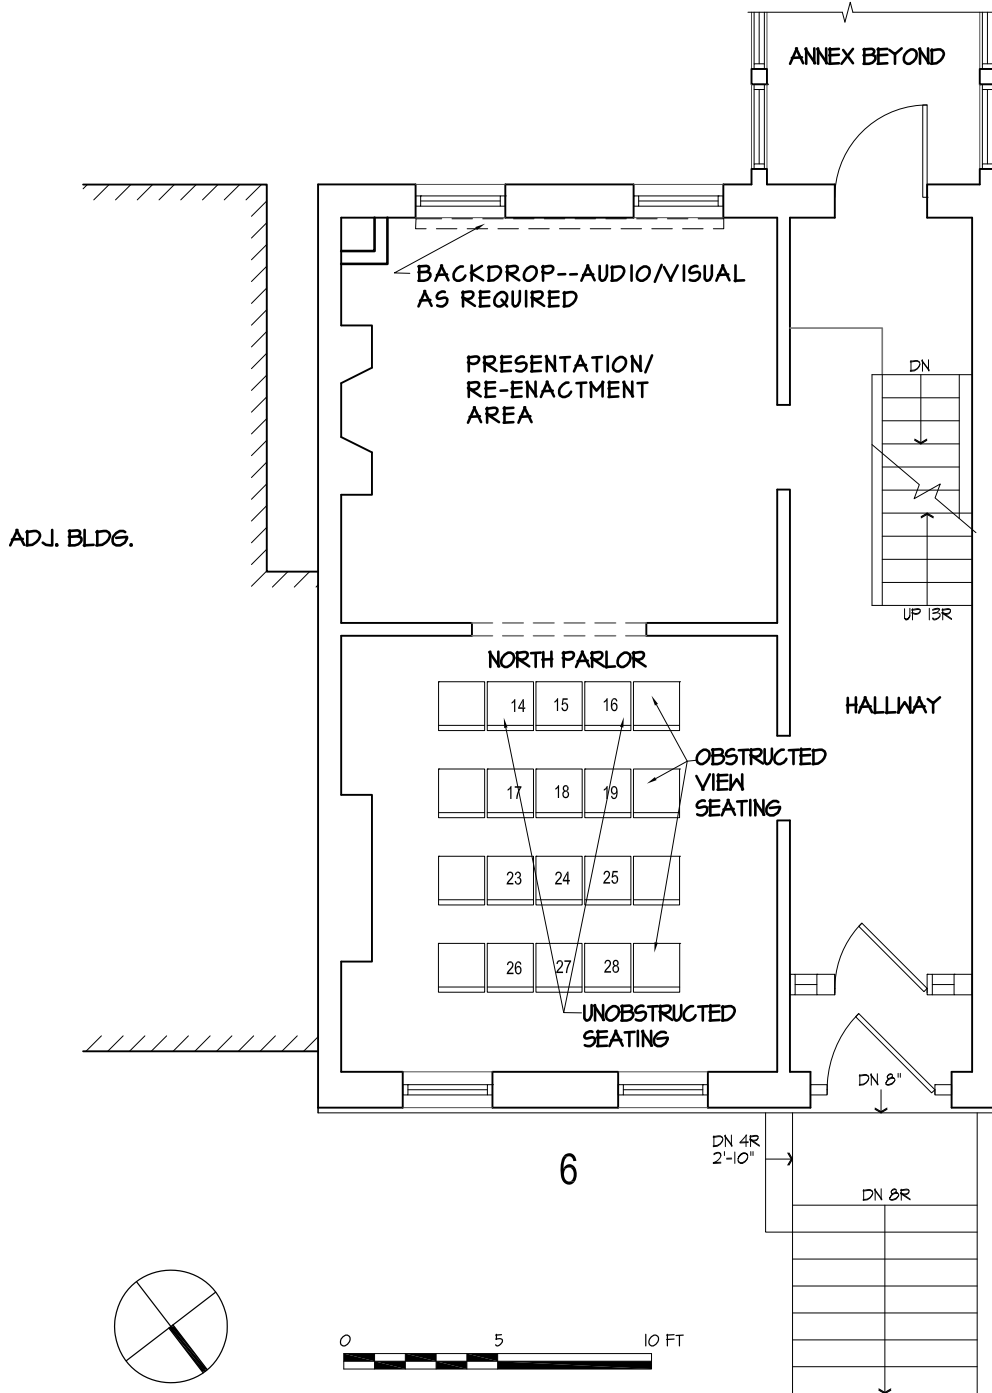 ANNEX BEYOND
BACKDROP--AUDIO/VISUAL
AS REQUIRED
PRESENTATION/
RE-ENACTMENT
AREA
DN
ADJ. BLDG.
UP 13R
NORTH PARLOR
14 15 16
HALLWAY
OBSTRUCTED
VIEW
SEATING
17 18 19
23 24 25
26 27 28
UNOBSTRUCTED
SEATING
DN 8"
DN 4R
2'-10"
6
DN 8R
0 5 10 FT